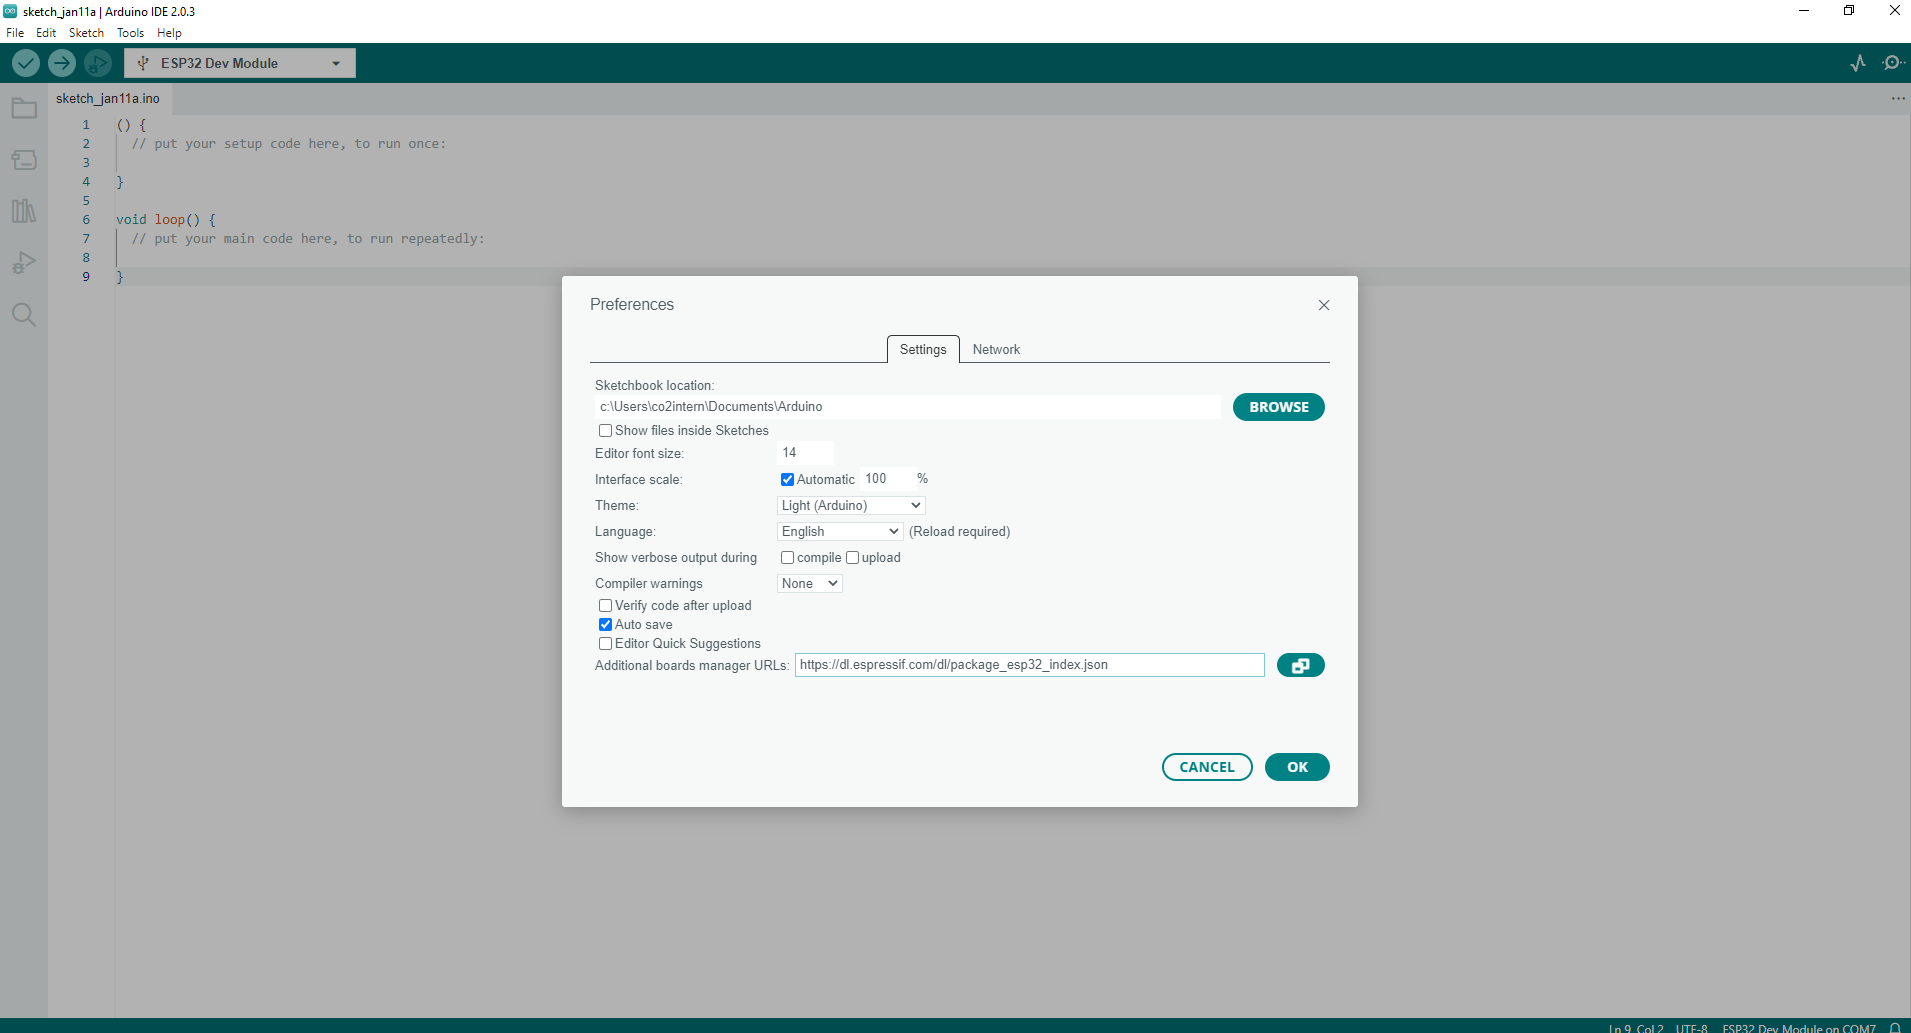 sketch_jan11a | Arduino IDE 2.0.3
File Edit Sketch Tools Help
ESP32 Dev Module
sketch_jan11a.ino
1 () {
2 // put your setup code here, to run once:
3
4 }
5
6 void loop() {
7 // put your main code here, to run repeatedly:
8
9 }
Preferences
Settings Network
Sketchbook location:
c:\Users\co2intern\Documents\Arduino BROWSE
Show files inside Sketches
Editor font size: 14
Interface scale: Automatic 100 %
Theme: Light (Arduino)
Language: English (Reload required)
Show verbose output during compile upload
Compiler warnings None
Verify code after upload
Auto save
Editor Quick Suggestions
Additional boards manager URLs: https://dl.espressif.com/dl/package_esp32_index.json
CANCEL OK
Ln 9, Col 2 UTF-8 ESP32 Dev Module on COM7